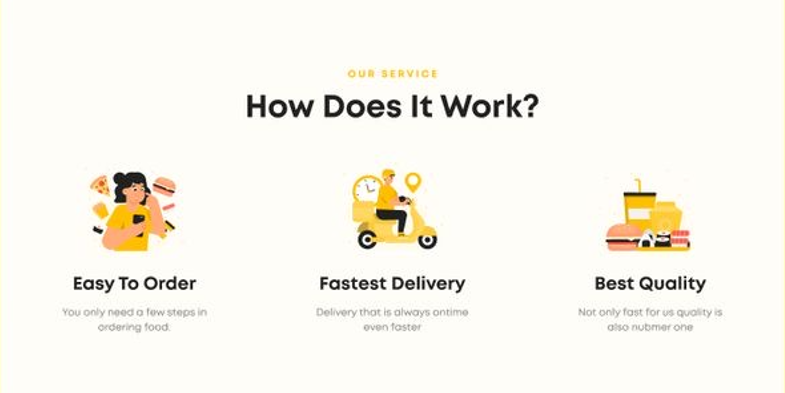 OUR SERVICE
How Does It Work?
Easy To Order
You only need a few steps in
ordering food.
Fastest Delivery
Delivery that is always ontime
even faster
Best Quality
Not only fast for us quality is
also nubmer one